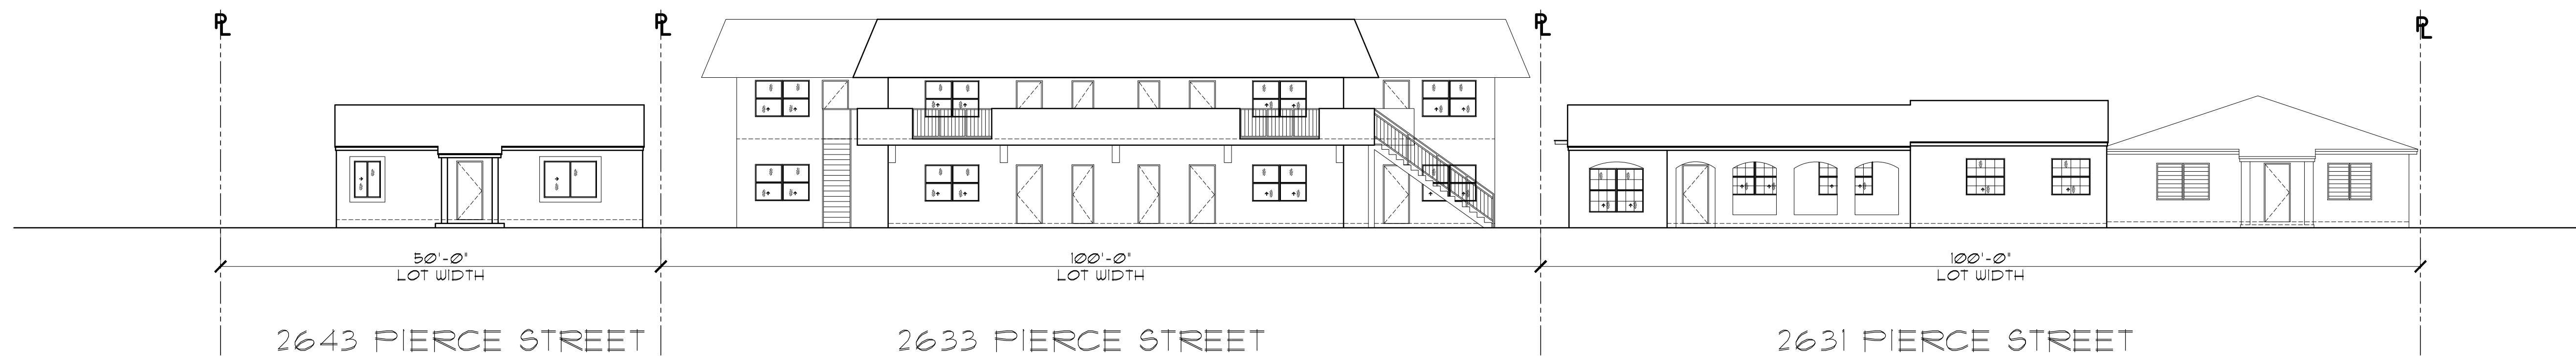 PL PL PL PL
50'-0" 100'-0" 100'-0"
LOT WIDTH LOT WIDTH LOT WIDTH
2643 PIERCE STREET 2633 PIERCE STREET 2631 PIERCE STREET